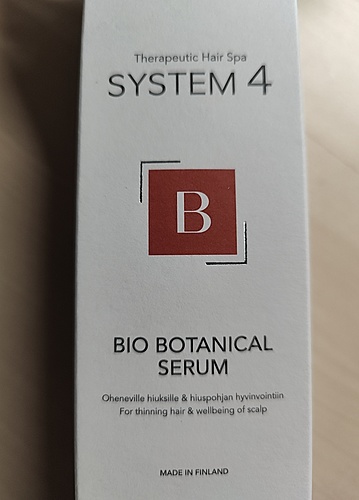 Therapeutic Hair Spa
SYSTEM 4
B
BIO BOTANICAL
SERUM
Oheneville hiuksille & hiuspohjan hyvinvointiin
For thinning hair & wellbeing of scalp
MADE IN FINLAND